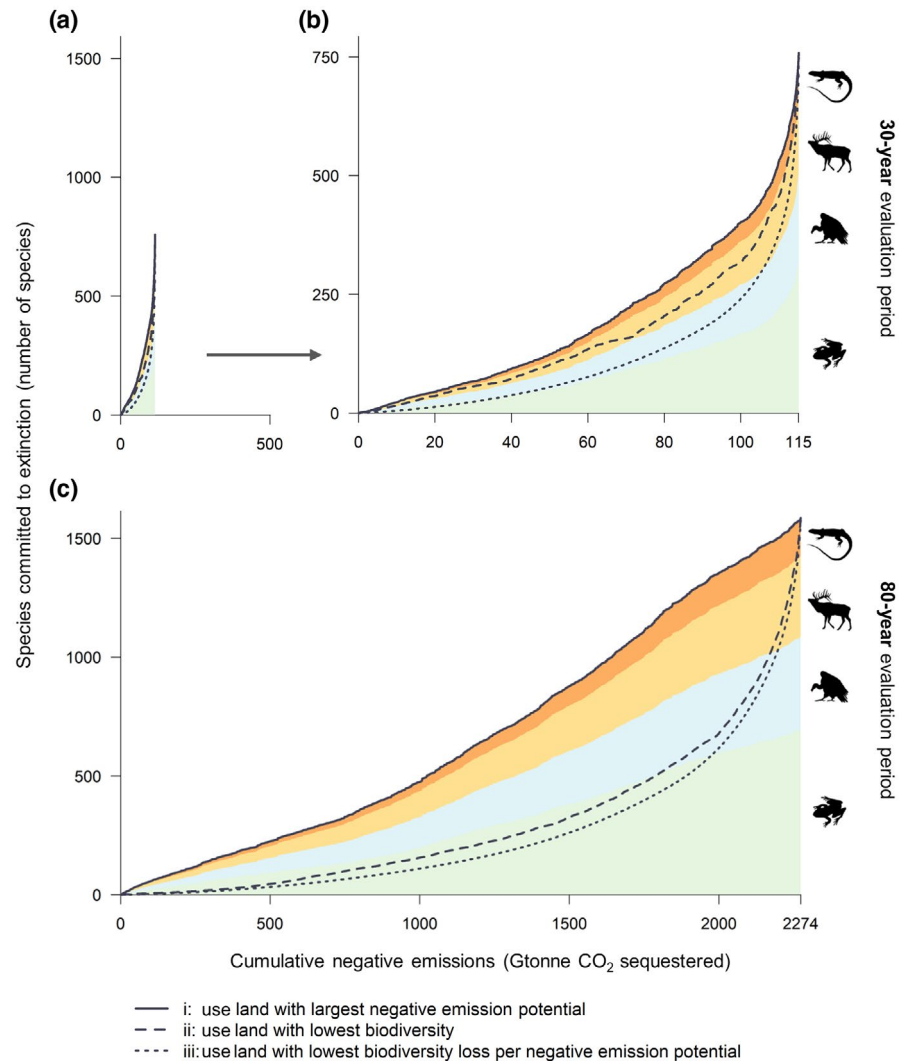 (a)
(b)
Species committed to extinction (number of species)
1500
1000
500
0
0
500
750
500
250
0
0
20
40
60
80
100
115
30-year evaluation period
(c)
1500
1000
500
0
0
500
1000
1500
2000
2274
80-year evaluation period
Cumulative negative emissions (Gtonne CO₂ sequestered)
i: use land with largest negative emission potential
ii: use land with lowest biodiversity
iii: use land with lowest biodiversity loss per negative emission potential